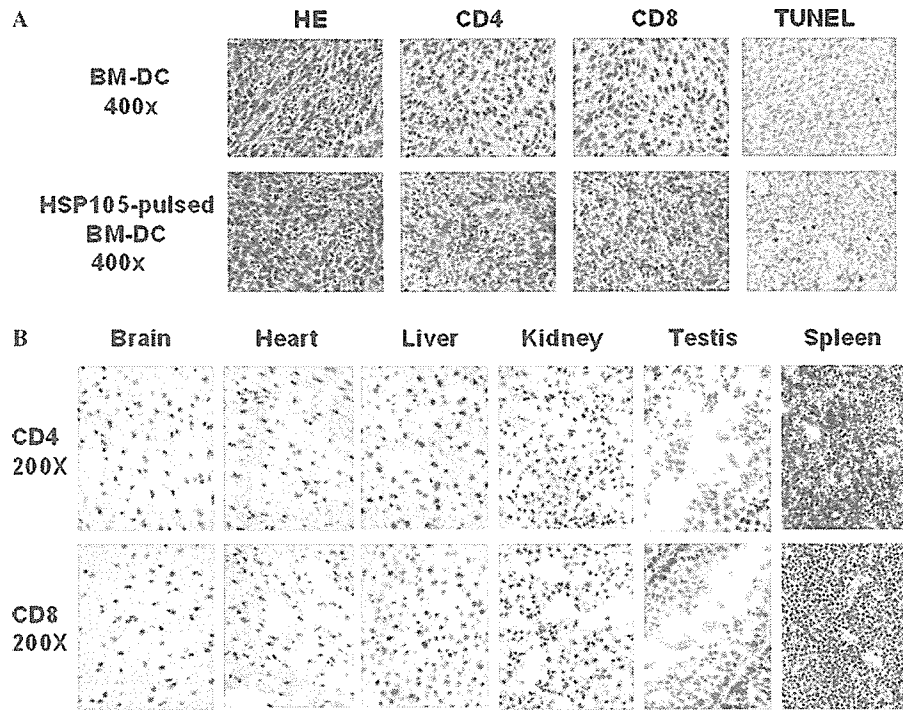 A
HE CD4 CD8 TUNEL
BM-DC
400x
HSP105-pulsed
BM-DC
400x
B
Brain Heart Liver Kidney Testis Spleen
CD4
200X
CD8
200X